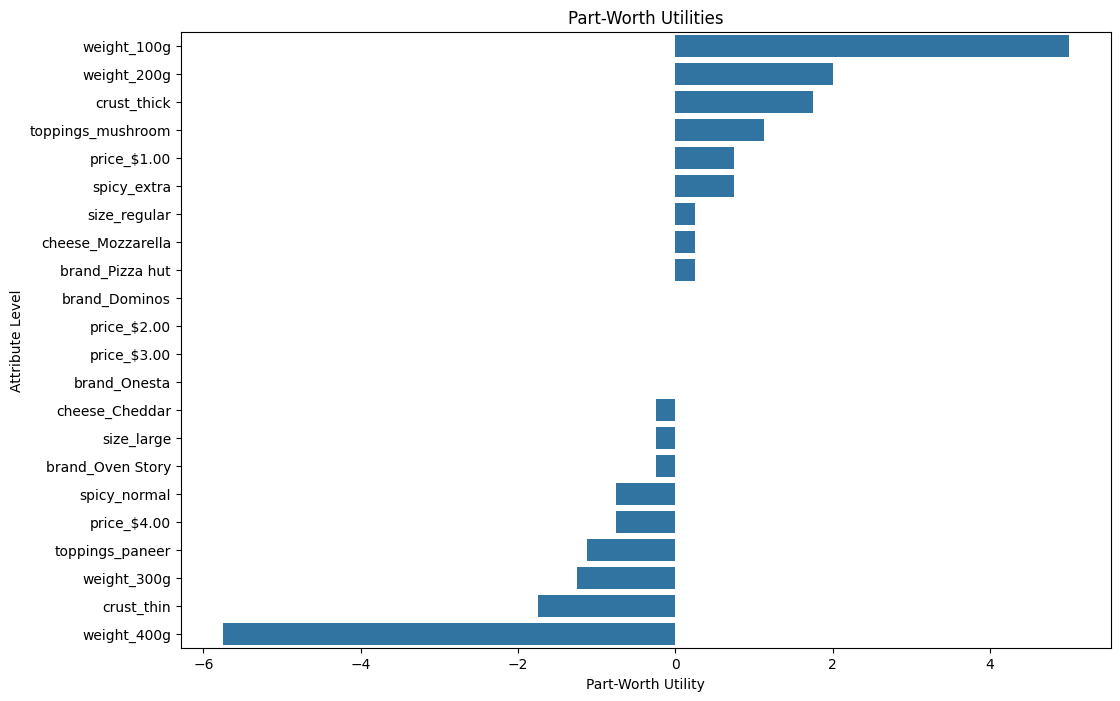 Part-Worth Utilities
Attribute Level
weight_100g
weight_200g
crust_thick
toppings_mushroom
price_$1.00
spicy_extra
size_regular
cheese_Mozzarella
brand_Pizza hut
brand_Dominos
price_$2.00
price_$3.00
brand_Onesta
cheese_Cheddar
size_large
brand_Oven Story
spicy_normal
price_$4.00
toppings_paneer
weight_300g
crust_thin
weight_400g
−6 −4 −2 0 2 4
Part-Worth Utility